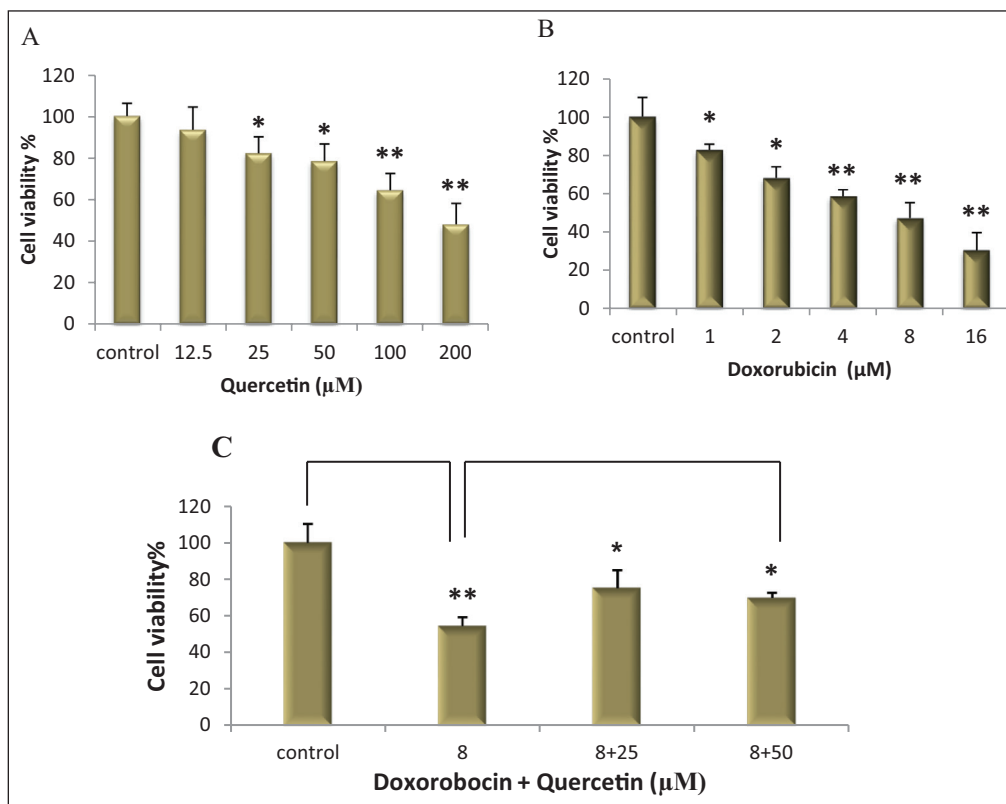 A
Cell viability %
120
100
80
60
40
20
0
*
*
**
**
control 12.5 25 50 100 200
Quercetin (µM)
B
Cell viability %
120
100
80
60
40
20
0
*
*
**
**
**
control 1 2 4 8 16
Doxorubicin (µM)
C
Cell viability%
120
100
80
60
40
20
0
**
*
*
control 8 8+25 8+50
Doxorobocin + Quercetin (µM)